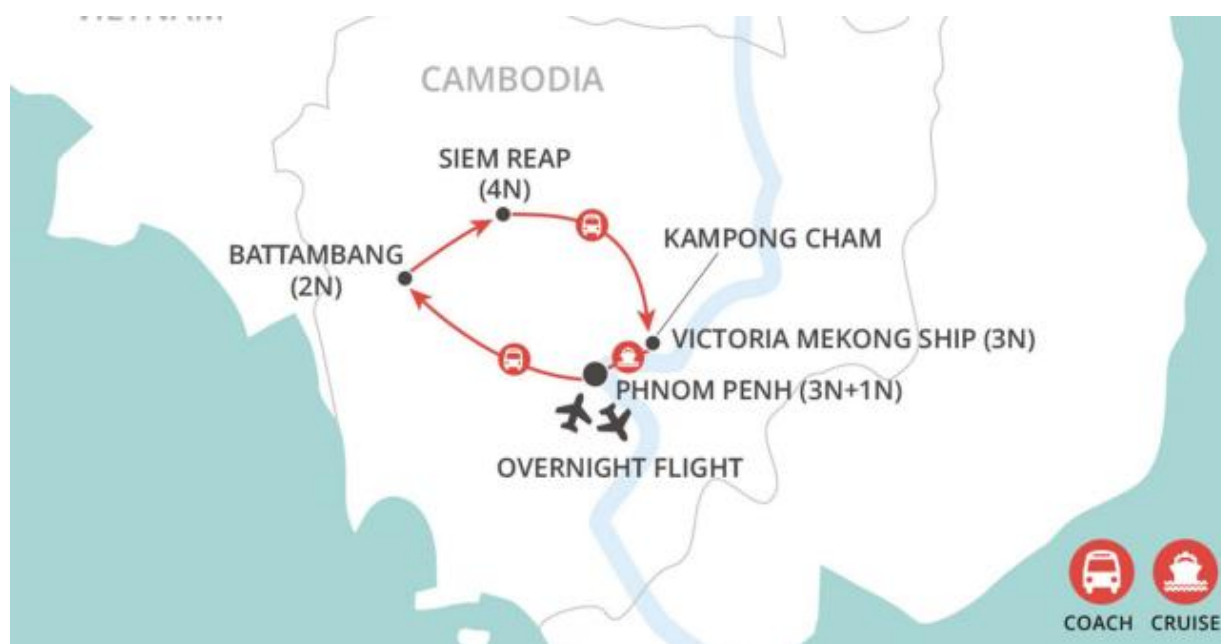 CAMBODIA
SIEM REAP
(4N)
KAMPONG CHAM
BATTAMBANG
(2N)
VICTORIA MEKONG SHIP (3N)
PHNOM PENH (3N+1N)
OVERNIGHT FLIGHT
COACH CRUISE